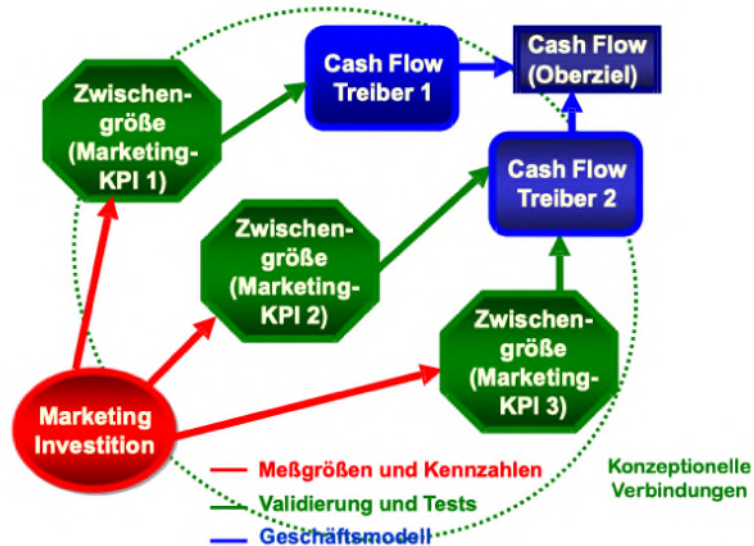 Cash Flow
(Oberziel)
Cash Flow
Treiber 1
Zwischen-
größe
(Marketing-
KPI 1)
Cash Flow
Treiber 2
Zwischen-
größe
(Marketing-
KPI 2)
Zwischen-
größe
(Marketing-
KPI 3)
Marketing
Investition
Meßgrößen und Kennzahlen
Validierung und Tests
Geschäftsmodell
Konzeptionelle
Verbindungen